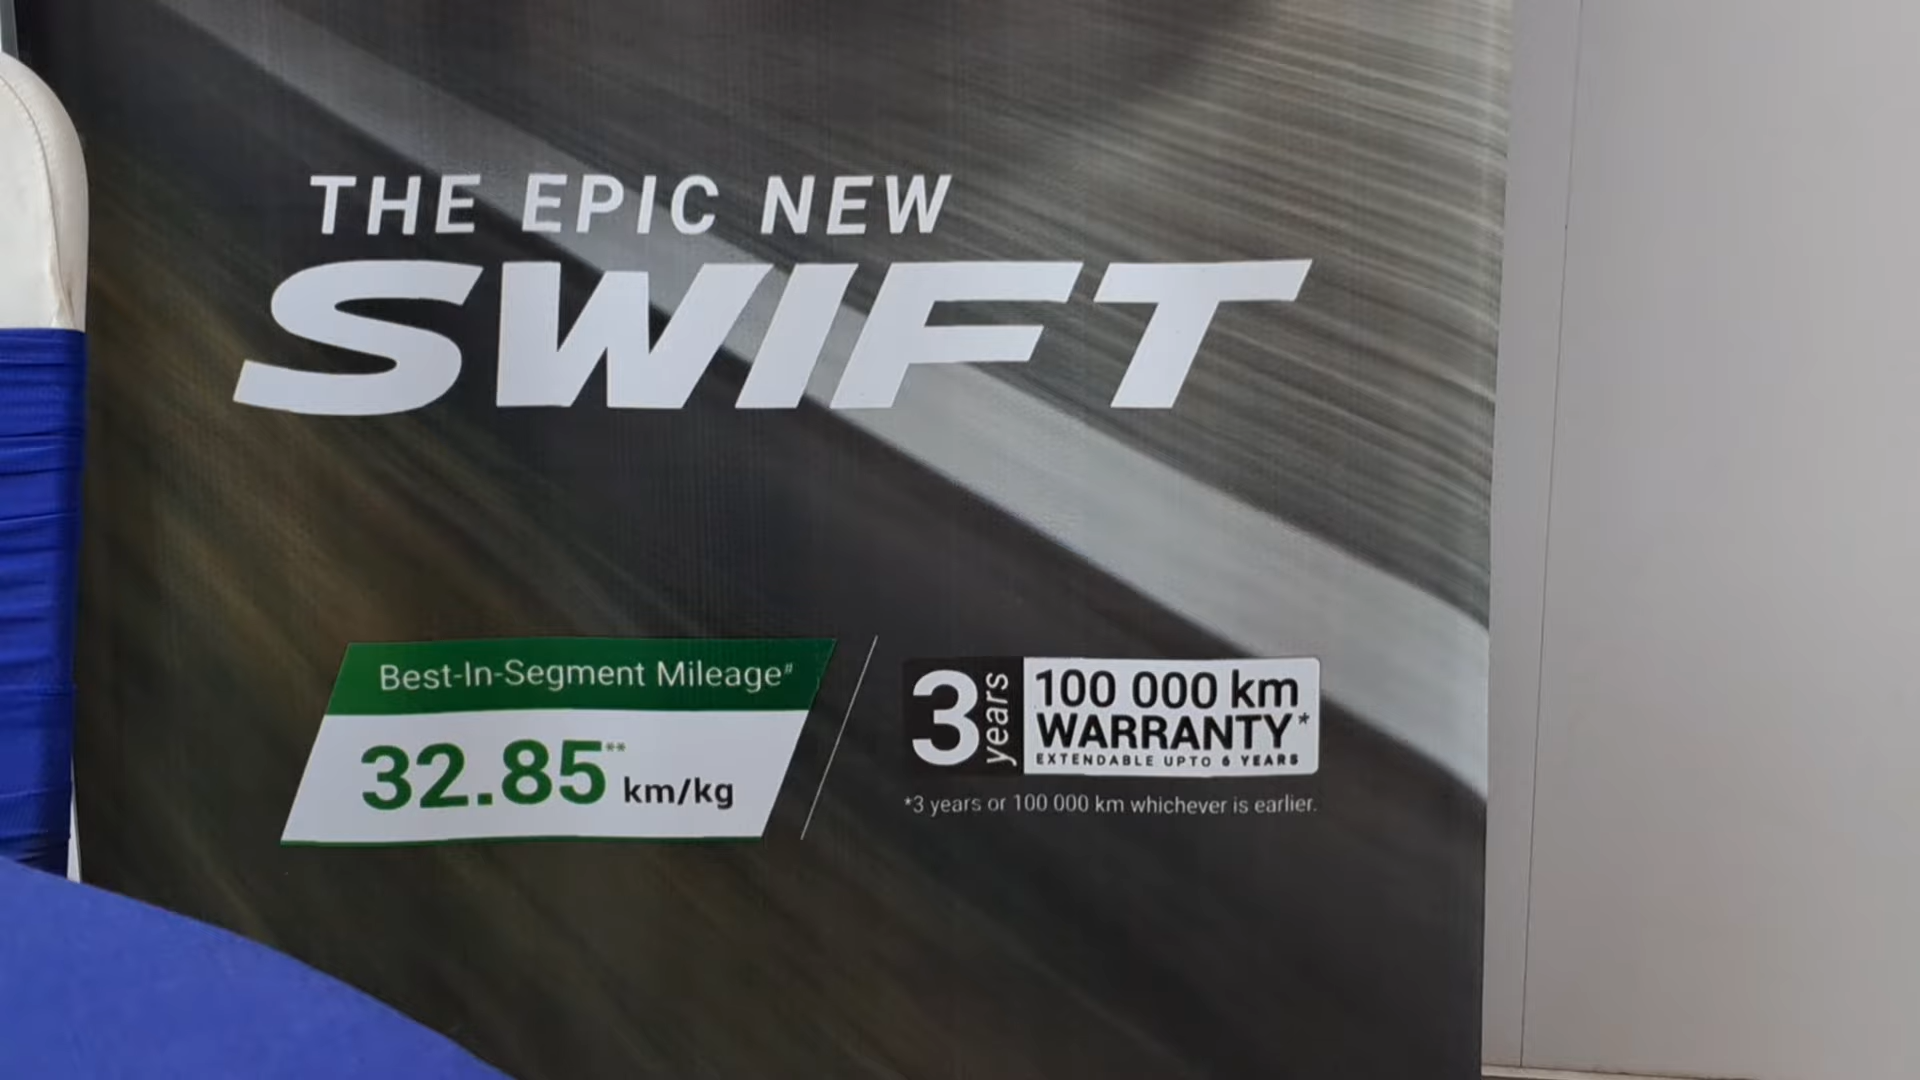 THE EPIC NEW
SWIFT
Best-In-Segment Mileage#
32.85** km/kg
3 years
100 000 km
WARRANTY*
EXTENDABLE UPTO 6 YEARS
*3 years or 100 000 km whichever is earlier.